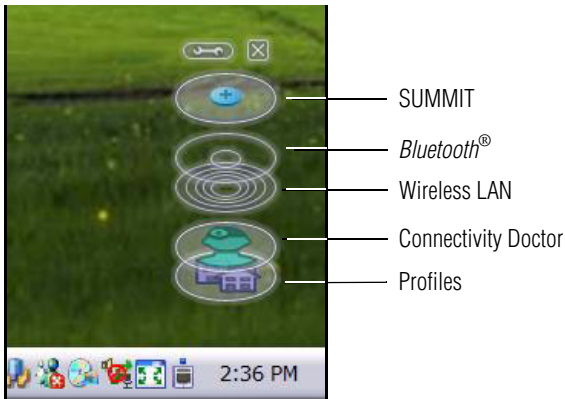 SUMMIT
Bluetooth®
Wireless LAN
Connectivity Doctor
Profiles
2:36 PM